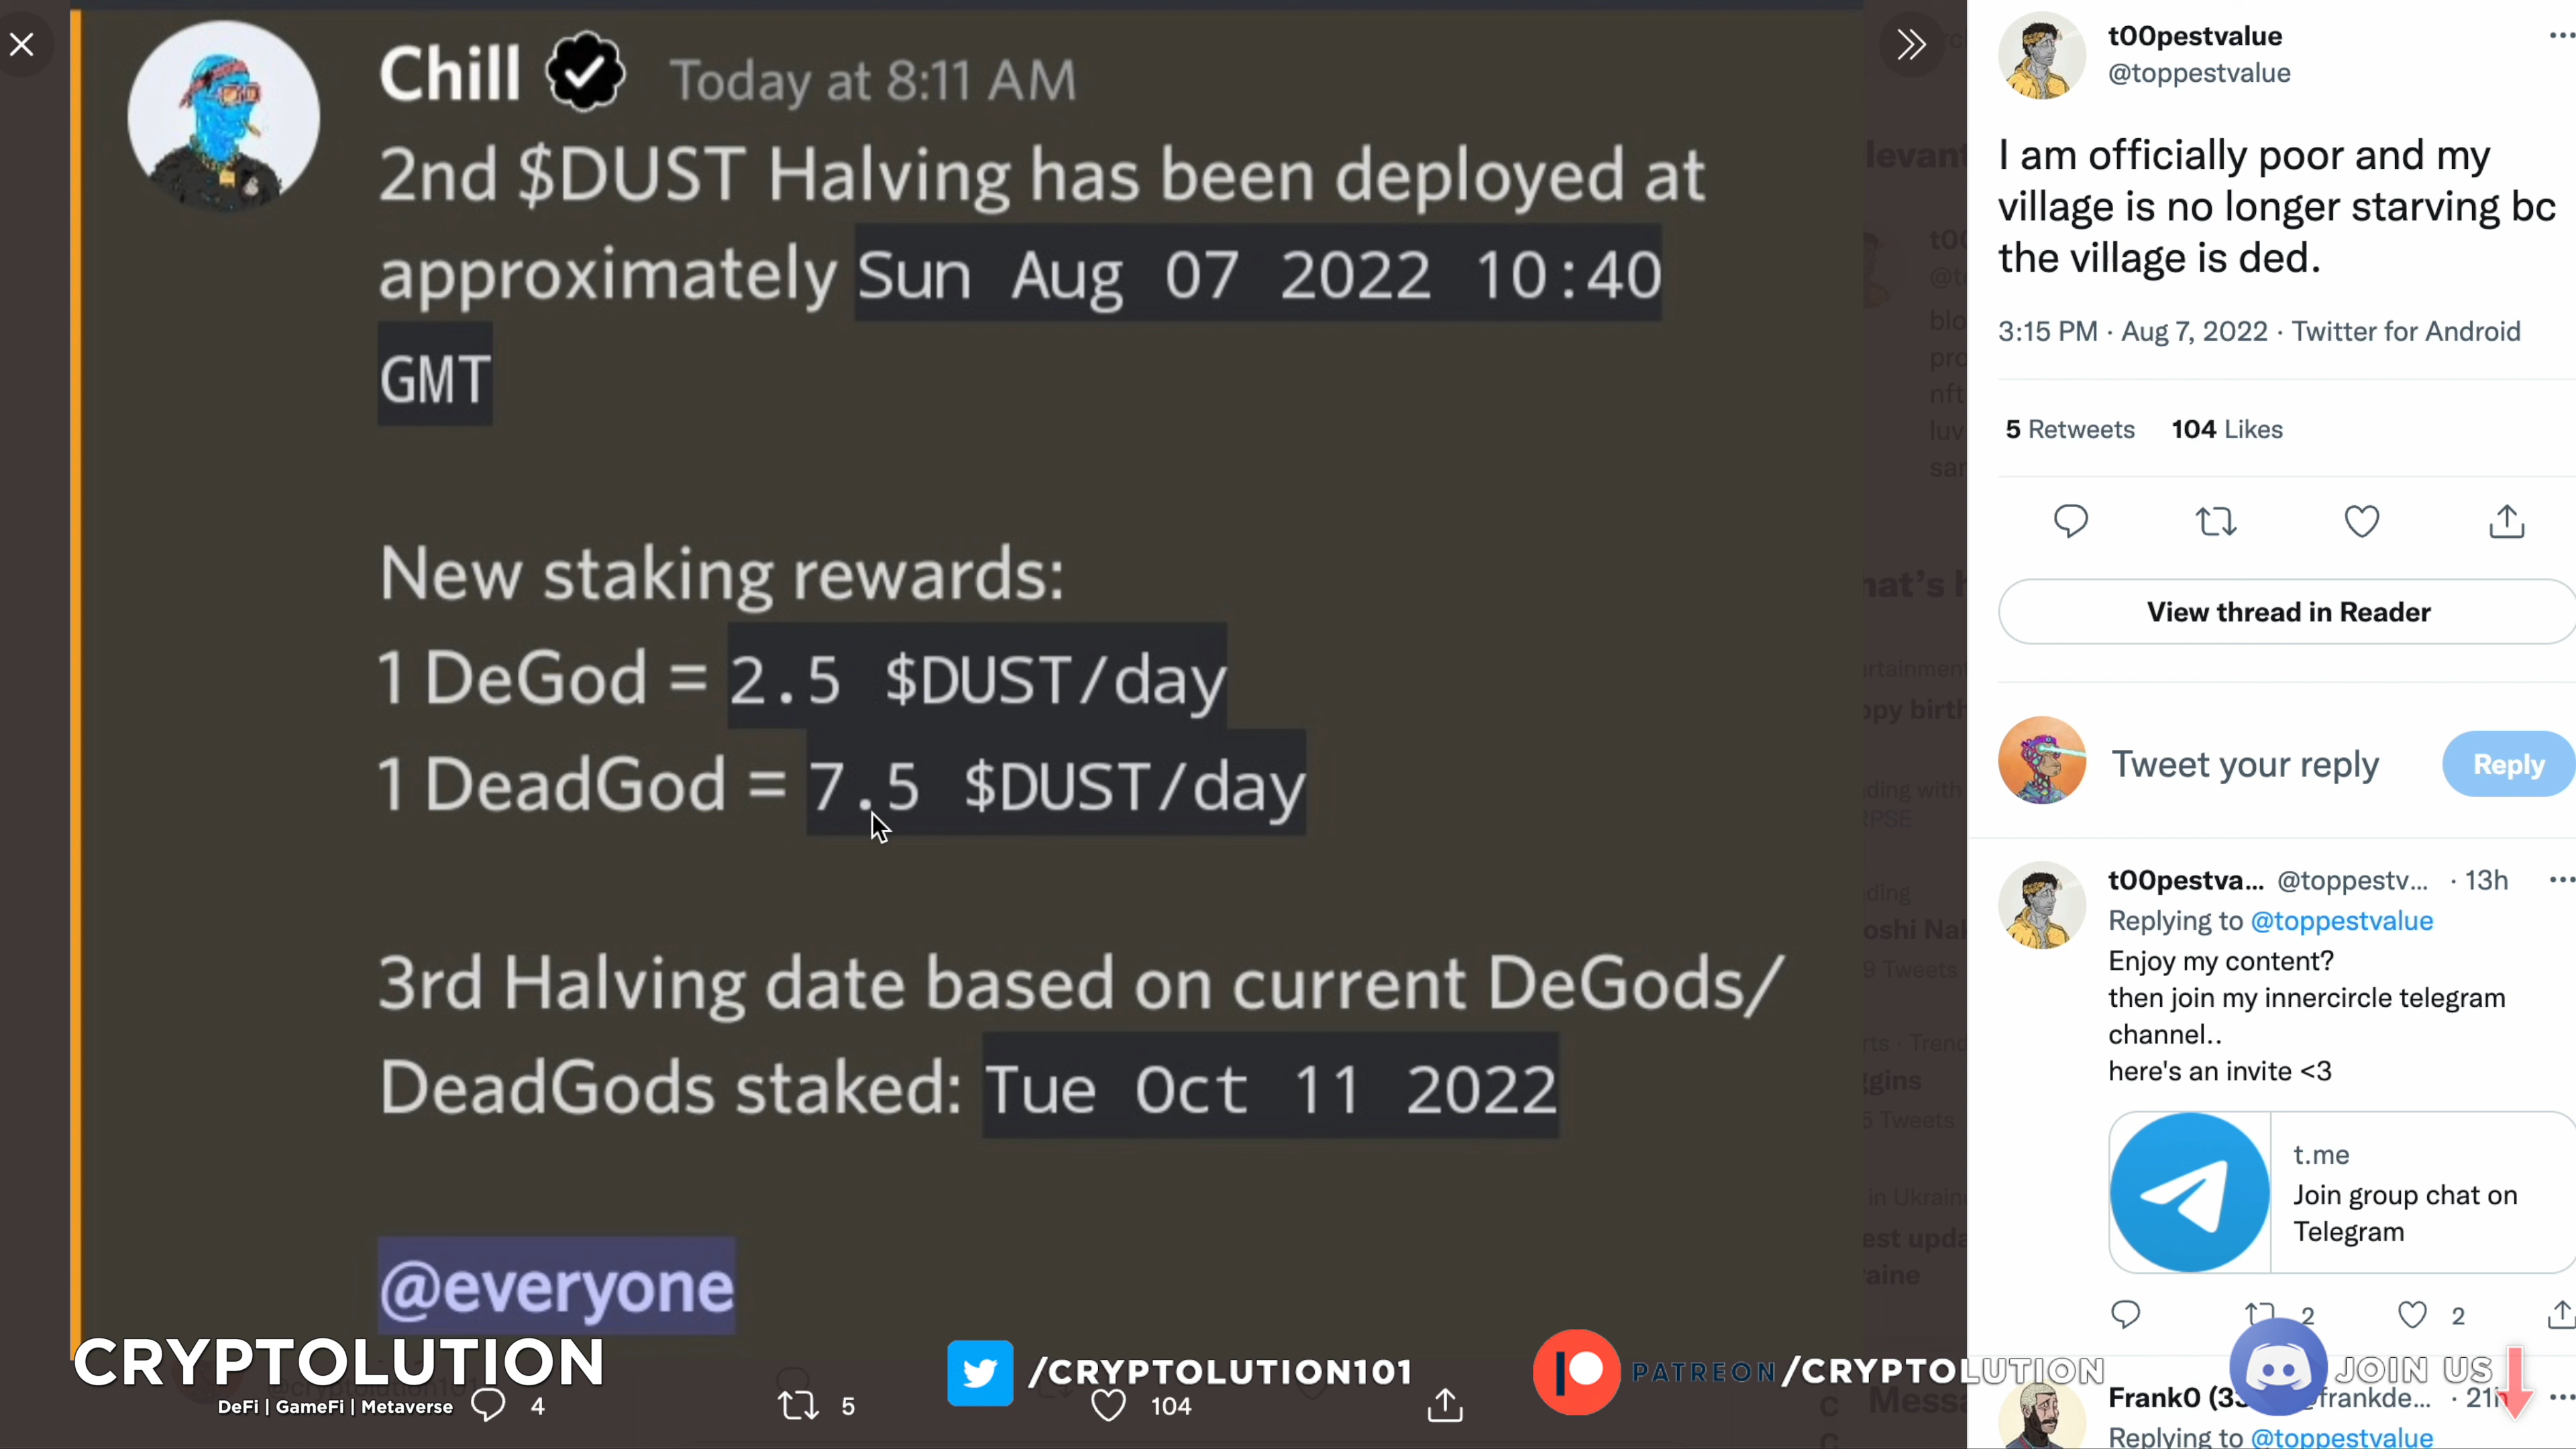 Chill Today at 8:11 AM
2nd $DUST Halving has been deployed at
approximately Sun Aug 07 2022 10:40
GMT
New staking rewards:
1 DeGod = 2.5 $DUST/day
1 DeadGod = 7.5 $DUST/day
3rd Halving date based on current DeGods/
DeadGods staked: Tue Oct 11 2022
@everyone
CRYPTOLUTION
DeFi | GameFi | Metaverse
4
5
104
/CRYPTOLUTION101
PATREON /CRYPTOLUTION
JOIN US
t00pestvalue
@toppestvalue
I am officially poor and my
village is no longer starving bc
the village is ded.
3:15 PM · Aug 7, 2022 · Twitter for Android
5 Retweets 104 Likes
View thread in Reader
Tweet your reply
Reply
t00pestva... @toppestv... · 13h
Replying to @toppestvalue
Enjoy my content?
then join my innercircle telegram
channel..
here's an invite <3
t.me
Join group chat on
Telegram
2
2
Frank0 frankde...
Replying to @toppestvalue